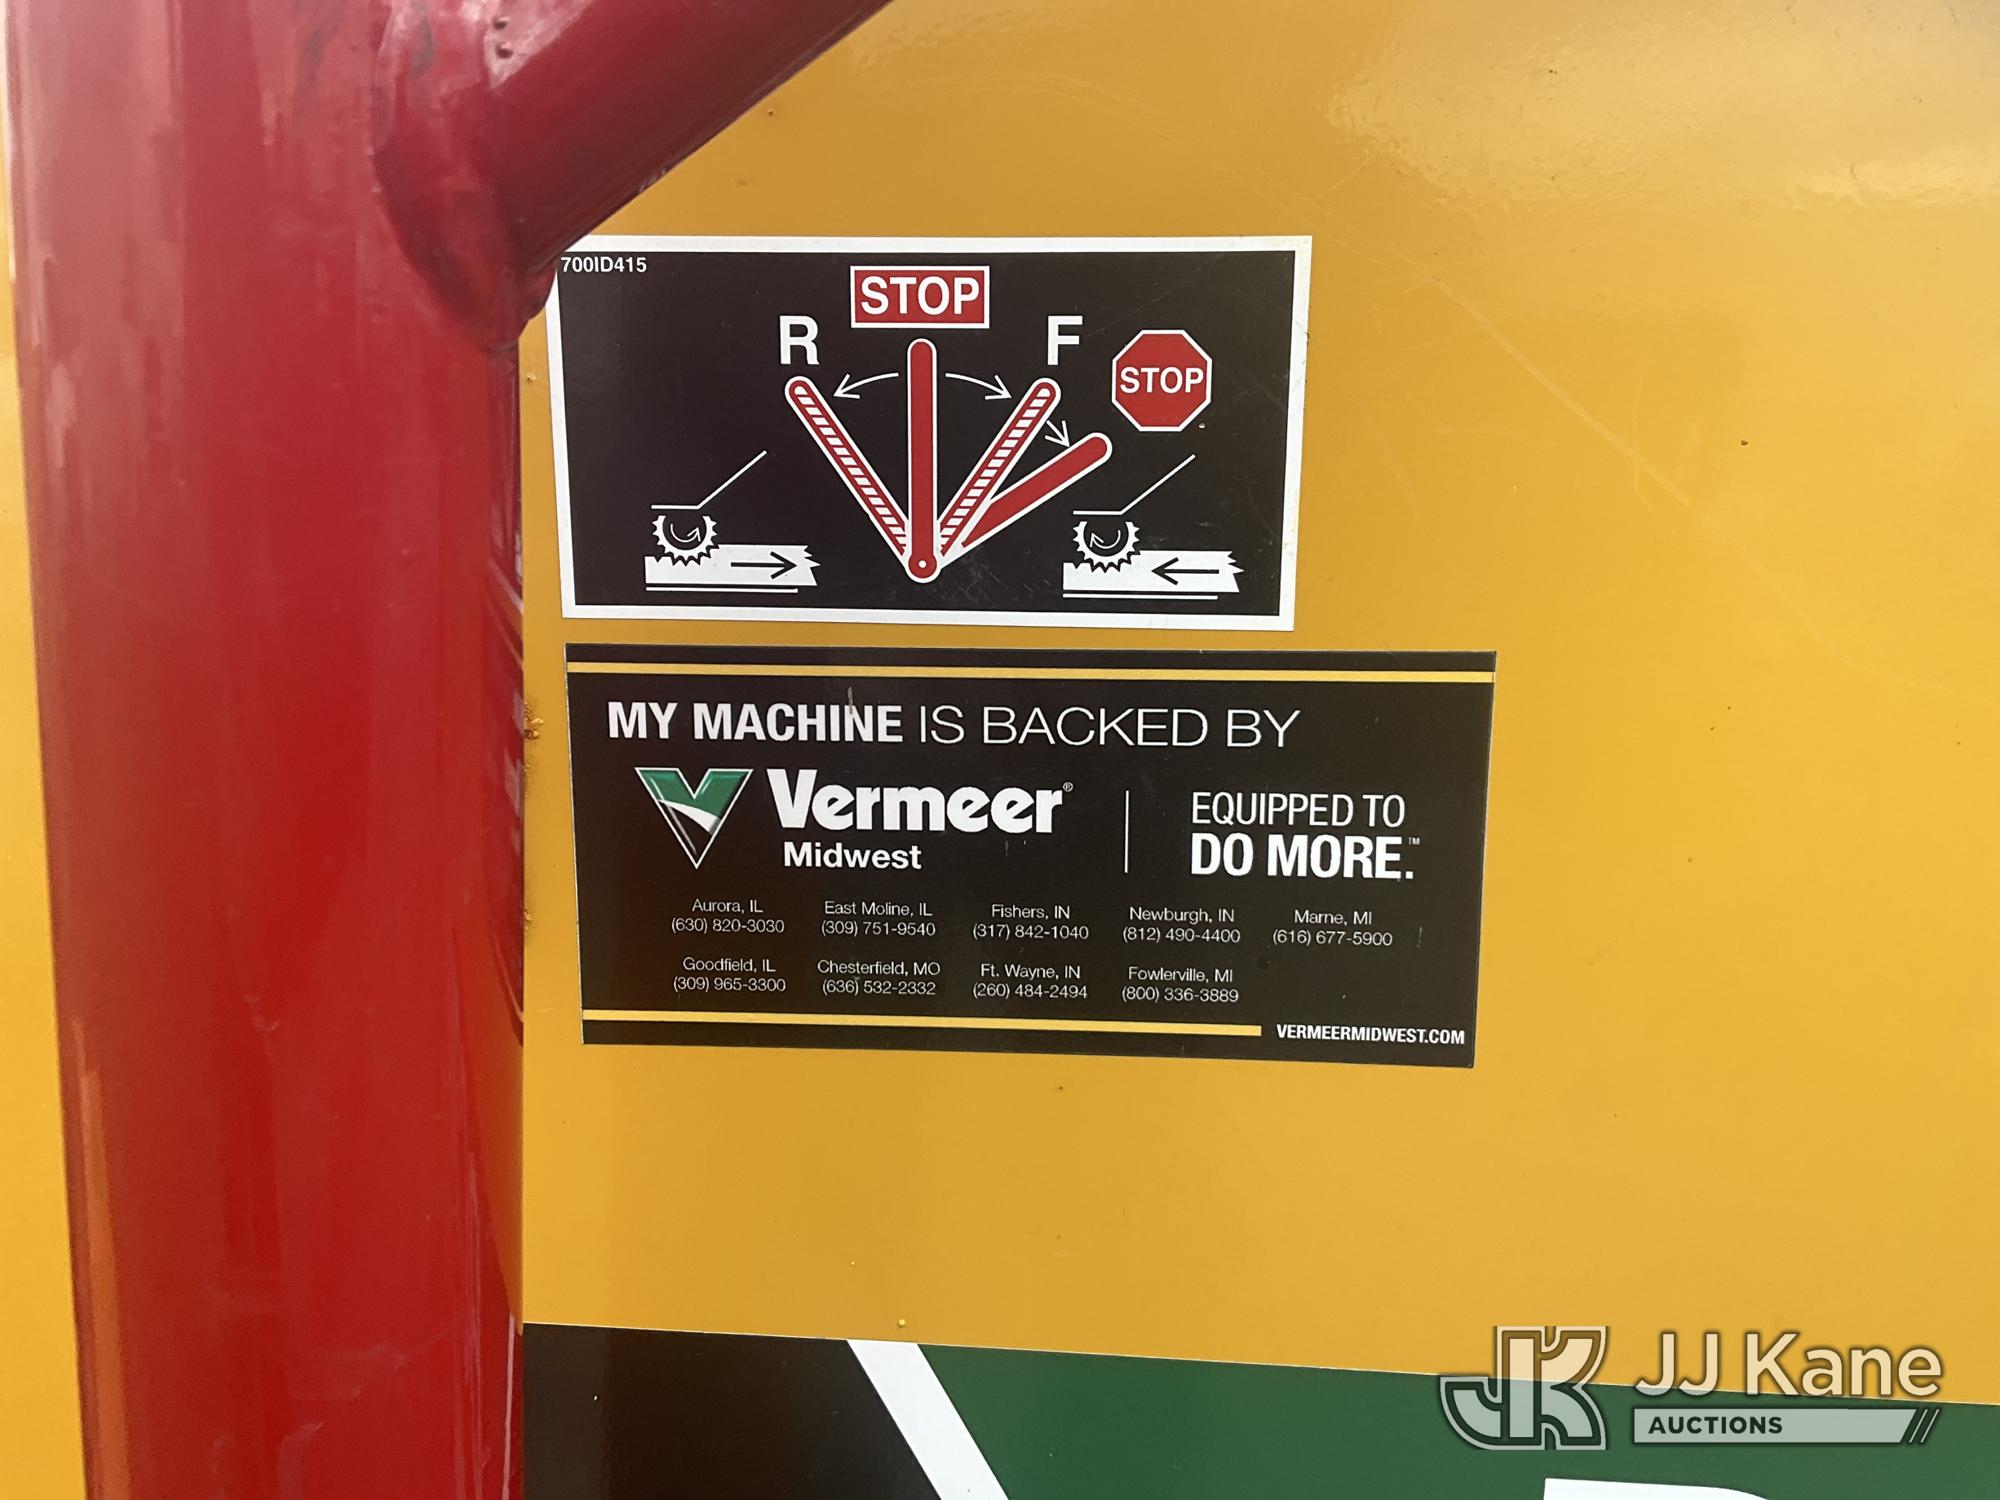 700ID415
STOP
R
F
STOP
MY MACHINE IS BACKED BY
Vermeer®
Midwest
EQUIPPED TO
DO MORE.™
Aurora, IL
(630) 820-3030
East Moline, IL
(309) 751-9540
Fishers, IN
(317) 842-1040
Newburgh, IN
(812) 490-4400
Marne, MI
(616) 677-5900
Goodfield, IL
(309) 965-3300
Chesterfield, MO
(636) 532-2332
Ft. Wayne, IN
(260) 484-2494
Fowlerville, MI
(800) 336-3889
VERMEERMIDWEST.COM
JK JJ Kane
AUCTIONS